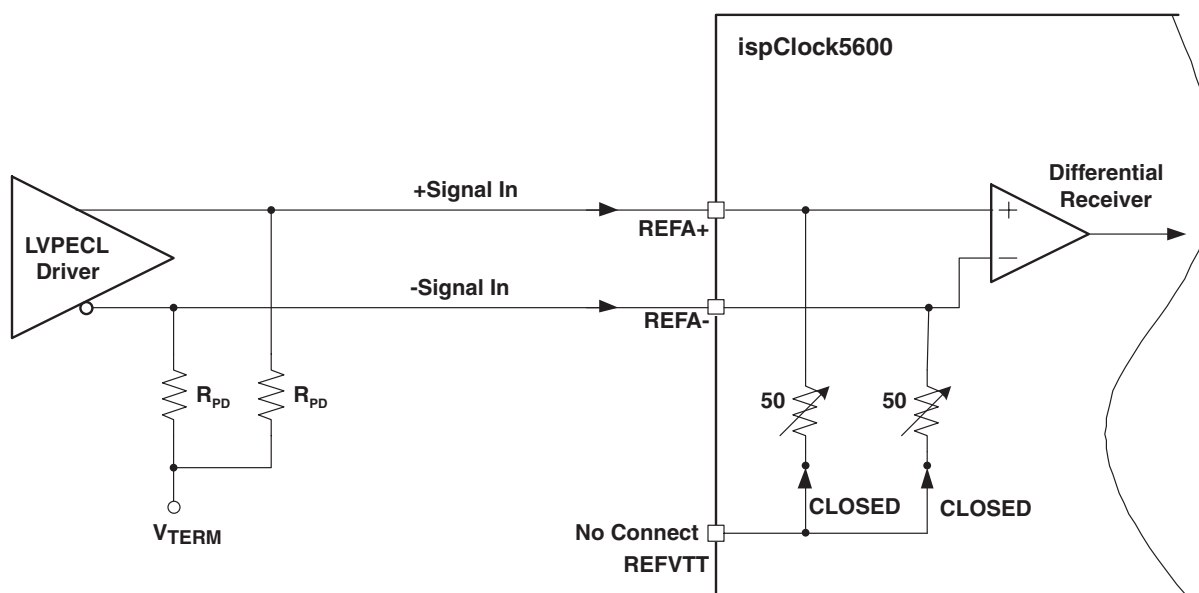 ispClock5600
LVPECL
Driver
+Signal In
REFA+
-Signal In
REFA-
Differential
Receiver
+
−
RPD
RPD
VTERM
50
50
CLOSED
CLOSED
No Connect
REFVTT